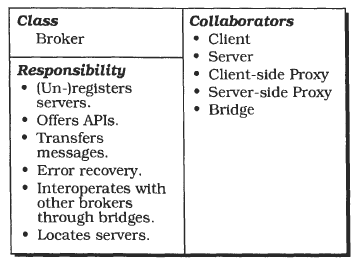 Class
Broker
Responsibility
• (Un-)registers
servers.
• Offers APIs.
• Transfers
messages.
• Error recovery.
• Interoperates with
other brokers
through bridges.
• Locates servers.
Collaborators
• Client
• Server
• Client-side Proxy
• Server-side Proxy
• Bridge